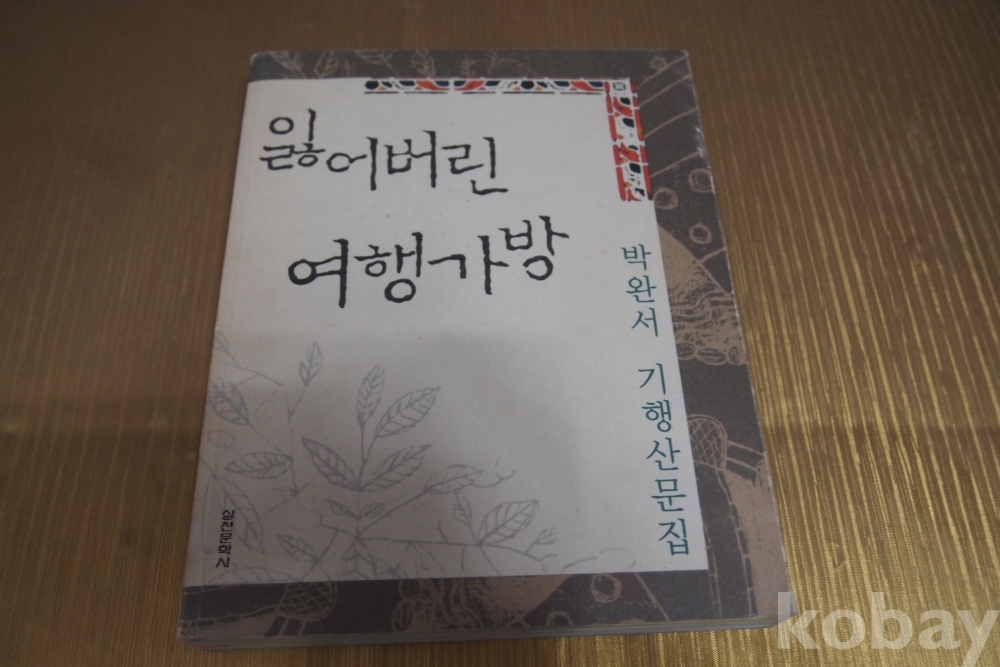 잃어버린
여행가방
박완서 기행산문집
실천문학사
kobay